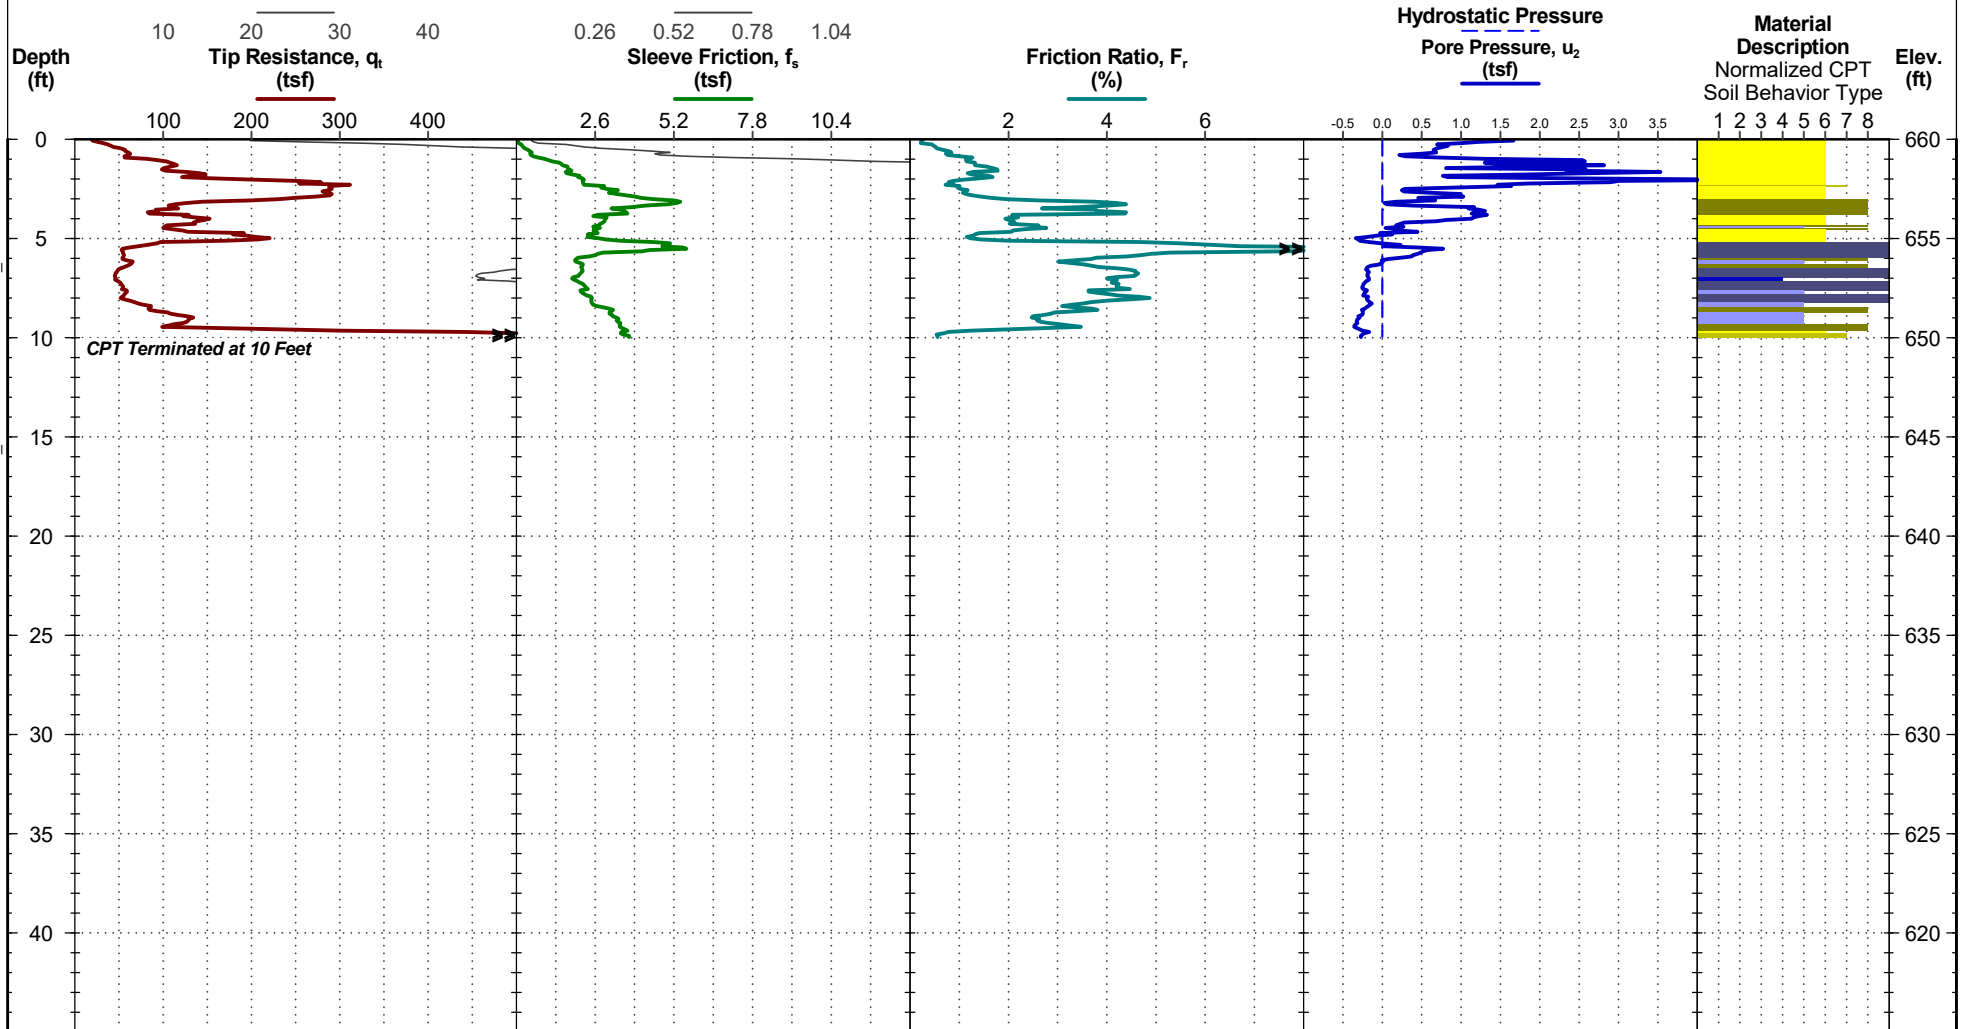 10 20 30 40
0.26 0.52 0.78 1.04
Hydrostatic Pressure
Depth
(ft)
Tip Resistance, qt
(tsf)
Sleeve Friction, fs
(tsf)
Friction Ratio, Fr
(%)
Pore Pressure, u2
(tsf)
Material
Description
Normalized CPT
Soil Behavior Type
Elev.
(ft)
100 200 300 400
2.6 5.2 7.8 10.4
2 4 6
-0.5 0.0 0.5 1.0 1.5 2.0 2.5 3.0 3.5
1 2 3 4 5 6 7 8
0 660
5 655
10 650
CPT Terminated at 10 Feet
15 645
20 640
25 635
30 630
35 625
40 620